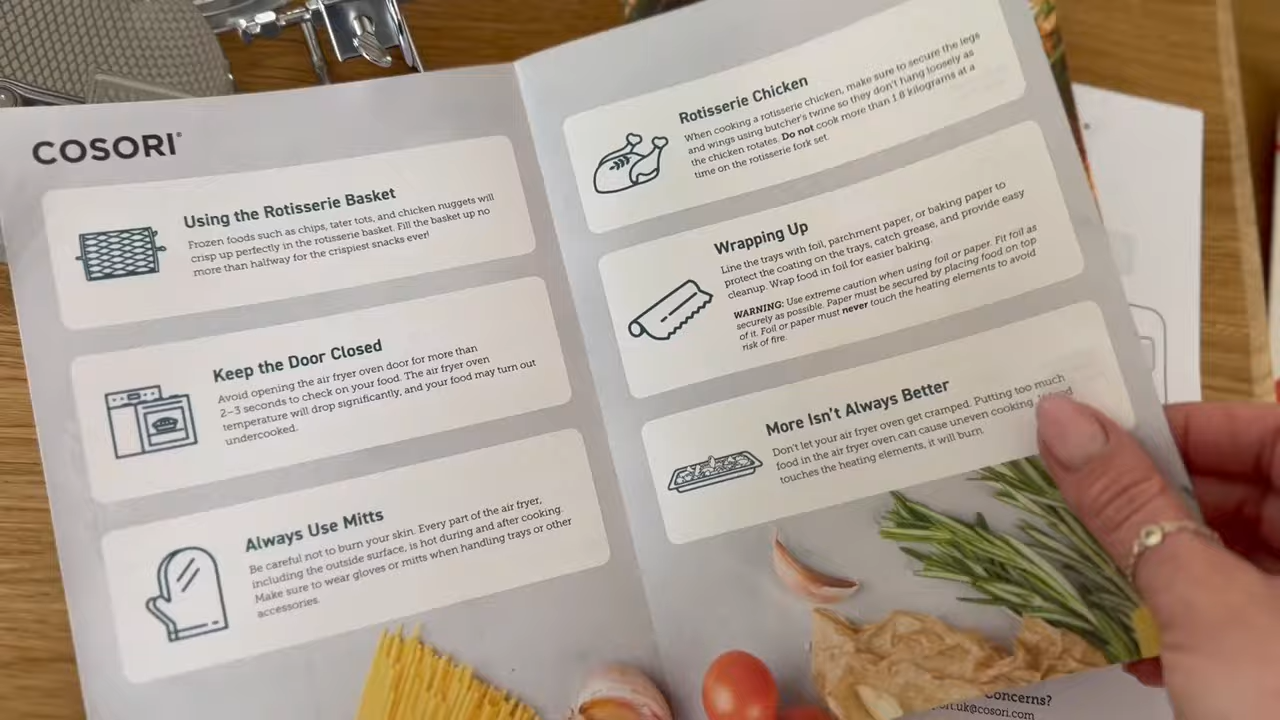 COSORI®
Using the Rotisserie Basket
Frozen foods such as chips, tater tots, and chicken nuggets will
crisp up perfectly in the rotisserie basket. Fill the basket up no
more than halfway for the crispiest snacks ever!
Keep the Door Closed
Avoid opening the air fryer oven door for more than
2–3 seconds to check on your food. The air fryer oven
temperature will drop significantly, and your food may turn out
undercooked.
Always Use Mitts
Be careful not to burn your skin. Every part of the air fryer,
including the outside surface, is hot during and after cooking.
Make sure to wear gloves or mitts when handling trays or other
accessories.
Rotisserie Chicken
When cooking a rotisserie chicken, make sure to secure the legs
and wings using butcher's twine so they don't hang loosely as
the chicken rotates. Do not cook more than 1.8 kilograms at a
time on the rotisserie fork set.
Wrapping Up
Line the trays with foil, parchment paper, or baking paper to
protect the coating on the trays, catch grease, and provide easy
cleanup. Wrap food in foil for easier baking.
WARNING: Use extreme caution when using foil or paper. Fit foil as
securely as possible. Paper must be secured by placing food on top
of it. Foil or paper must never touch the heating elements to avoid
risk of fire.
More Isn't Always Better
Don't let your air fryer oven get cramped. Putting too much
food in the air fryer oven can cause uneven cooking. If food
touches the heating elements, it will burn.
Concerns?
ort.uk@cosori.com